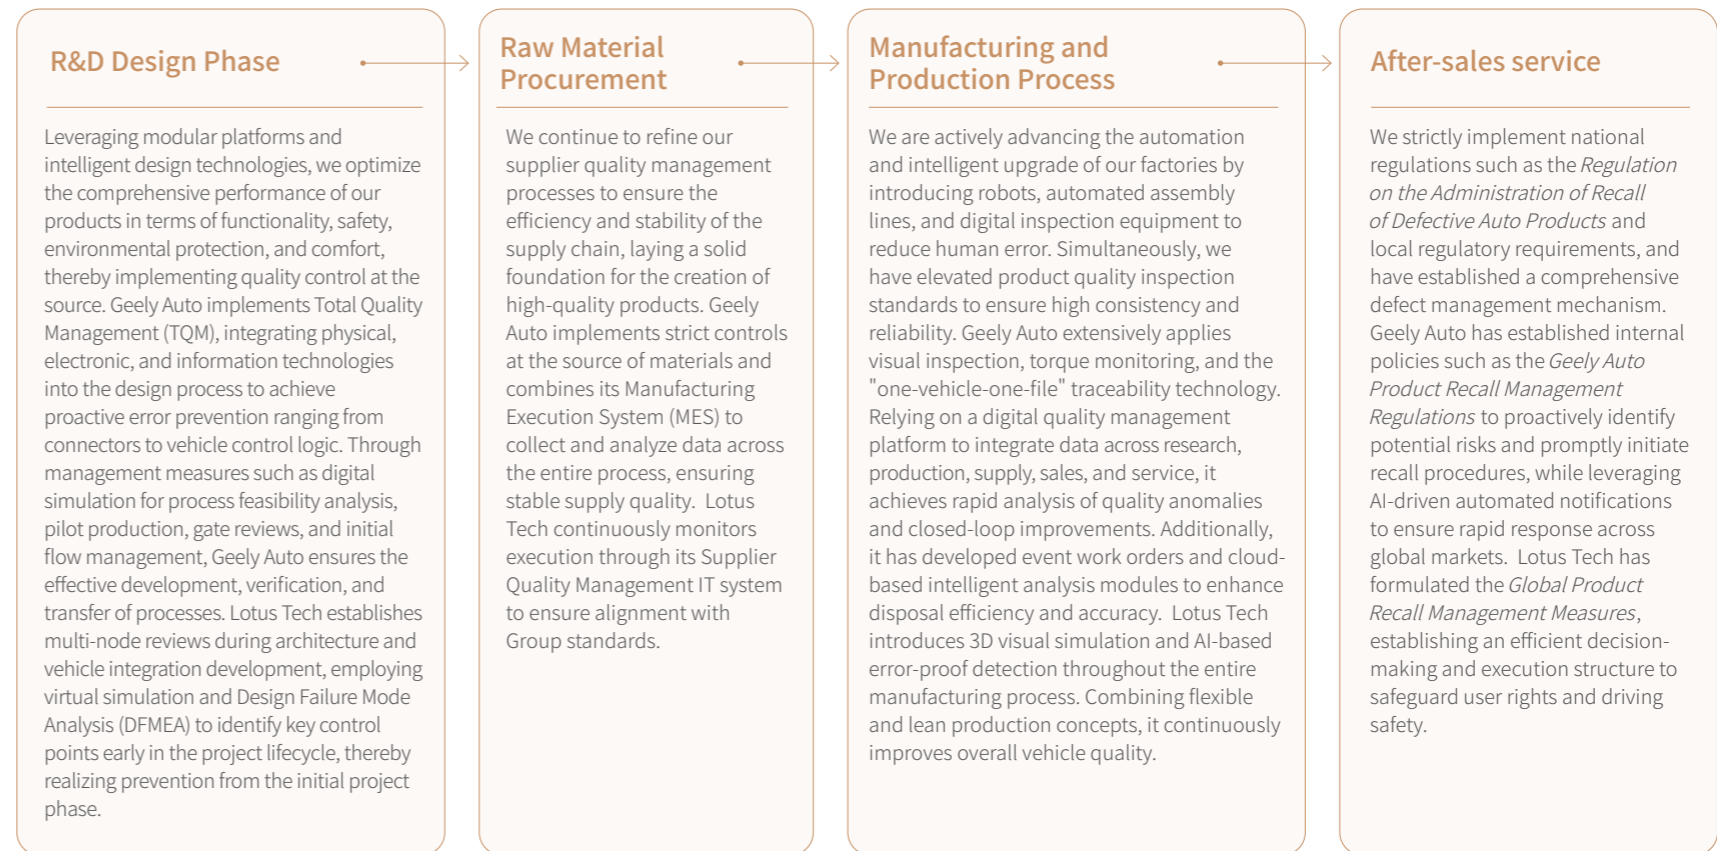 R&D Design Phase
Leveraging modular platforms and
intelligent design technologies, we optimize
the comprehensive performance of our
products in terms of functionality, safety,
environmental protection, and comfort,
thereby implementing quality control at the
source. Geely Auto implements Total Quality
Management (TQM), integrating physical,
electronic, and information technologies
into the design process to achieve
proactive error prevention ranging from
connectors to vehicle control logic. Through
management measures such as digital
simulation for process feasibility analysis,
pilot production, gate reviews, and initial
flow management, Geely Auto ensures the
effective development, verification, and
transfer of processes. Lotus Tech establishes
multi-node reviews during architecture and
vehicle integration development, employing
virtual simulation and Design Failure Mode
Analysis (DFMEA) to identify key control
points early in the project lifecycle, thereby
realizing prevention from the initial project
phase.
Raw Material
Procurement
We continue to refine our
supplier quality management
processes to ensure the
efficiency and stability of the
supply chain, laying a solid
foundation for the creation of
high-quality products. Geely
Auto implements strict controls
at the source of materials and
combines its Manufacturing
Execution System (MES) to
collect and analyze data across
the entire process, ensuring
stable supply quality.  Lotus
Tech continuously monitors
execution through its Supplier
Quality Management IT system
to ensure alignment with
Group standards.
Manufacturing and
Production Process
We are actively advancing the automation
and intelligent upgrade of our factories by
introducing robots, automated assembly
lines, and digital inspection equipment to
reduce human error. Simultaneously, we
have elevated product quality inspection
standards to ensure high consistency and
reliability. Geely Auto extensively applies
visual inspection, torque monitoring, and the
"one-vehicle-one-file" traceability technology.
Relying on a digital quality management
platform to integrate data across research,
production, supply, sales, and service, it
achieves rapid analysis of quality anomalies
and closed-loop improvements. Additionally,
it has developed event work orders and cloud-
based intelligent analysis modules to enhance
disposal efficiency and accuracy.  Lotus Tech
introduces 3D visual simulation and AI-based
error-proof detection throughout the entire
manufacturing process. Combining flexible
and lean production concepts, it continuously
improves overall vehicle quality.
After-sales service
We strictly implement national
regulations such as the Regulation
on the Administration of Recall
of Defective Auto Products and
local regulatory requirements, and
have established a comprehensive
defect management mechanism.
Geely Auto has established internal
policies such as the Geely Auto
Product Recall Management
Regulations to proactively identify
potential risks and promptly initiate
recall procedures, while leveraging
AI-driven automated notifications
to ensure rapid response across
global markets.  Lotus Tech has
formulated the Global Product
Recall Management Measures,
establishing an efficient decision-
making and execution structure to
safeguard user rights and driving
safety.